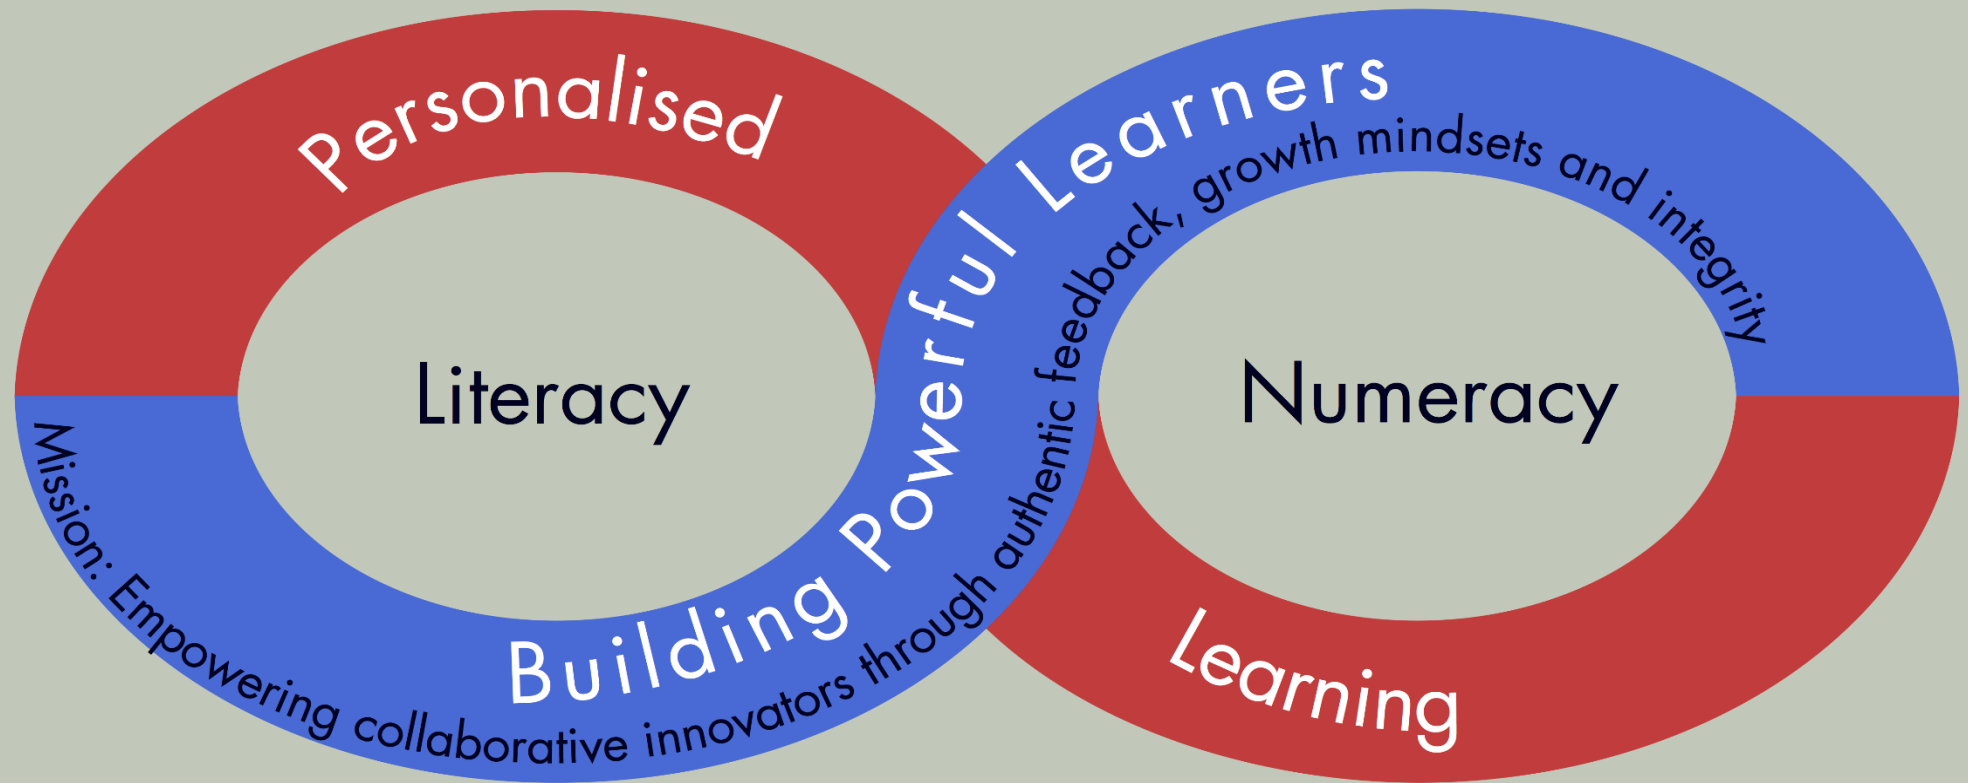 Personalised
Learning
Building Powerful Learners
Mission: Empowering collaborative innovators through authentic feedback, growth mindsets and integrity
Literacy
Numeracy